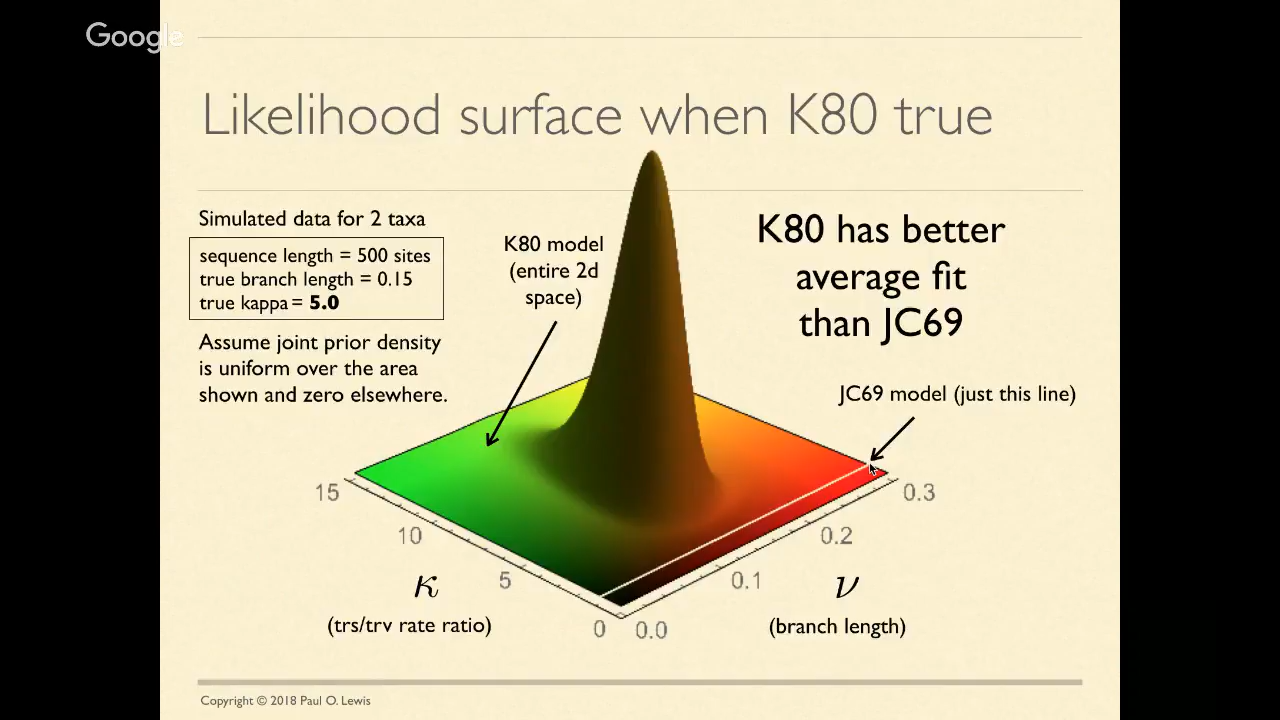 Google
Likelihood surface when K80 true
Simulated data for 2 taxa
sequence length = 500 sites
true branch length = 0.15
true kappa = 5.0
Assume joint prior density
is uniform over the area
shown and zero elsewhere.
K80 model
(entire 2d
space)
K80 has better
average fit
than JC69
JC69 model (just this line)
15
10
5
0
κ
(trs/trv rate ratio)
0.0
0.1
0.2
0.3
ν
(branch length)
Copyright © 2018 Paul O. Lewis